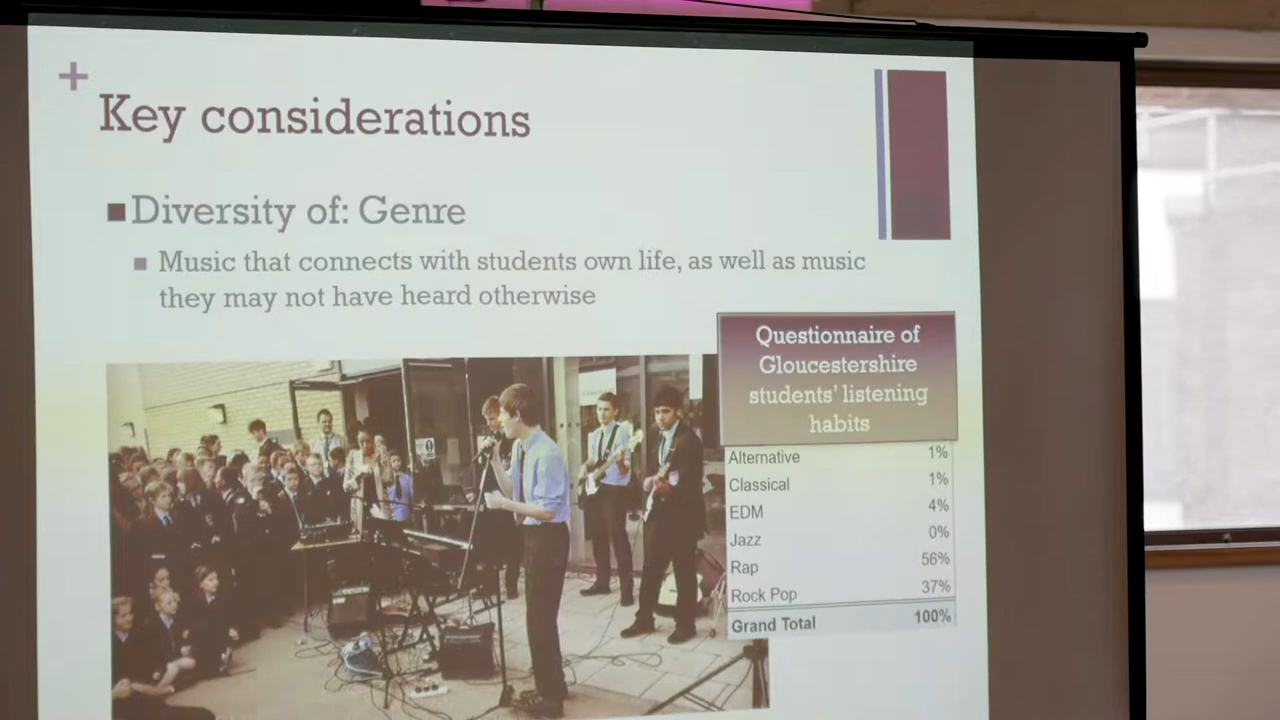 +
Key considerations
Diversity of: Genre
Music that connects with students own life, as well as music
they may not have heard otherwise
Questionnaire of
Gloucestershire
students' listening
habits
Alternative 1%
Classical 1%
EDM 4%
Jazz 0%
Rap 56%
Rock Pop 37%
Grand Total 100%